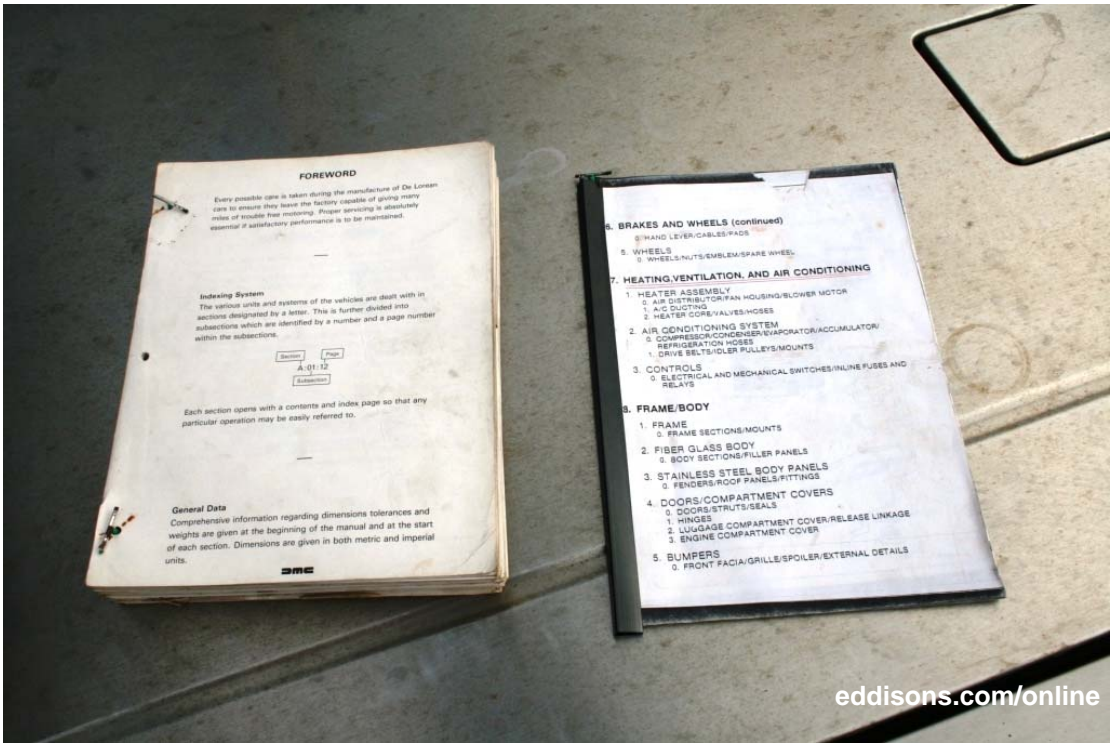 FOREWORD
Every possible care is taken during the manufacture of De Lorean
cars to ensure they leave the factory capable of giving many
miles of trouble free motoring. Proper servicing is absolutely
essential if satisfactory performance is to be maintained.
Indexing System
The various units and systems of the vehicles are dealt with in
sections designated by a letter. This is further divided into
subsections which are identified by a number and a page number
within the subsections.
Section Page
A:01:12
Subsection
Each section opens with a contents and index page so that any
particular operation may be easily referred to.
General Data
Comprehensive information regarding dimensions tolerances and
weights are given at the beginning of the manual and at the start
of each section. Dimensions are given in both metric and imperial
units.
DMC
6. BRAKES AND WHEELS (continued)
0. HAND LEVER/CABLES/PADS
5. WHEELS
0. WHEELS/NUTS/EMBLEM/SPARE WHEEL
7. HEATING,VENTILATION, AND AIR CONDITIONING
1. HEATER ASSEMBLY
0. AIR DISTRIBUTOR/FAN HOUSING/BLOWER MOTOR
1. A/C DUCTING
2. HEATER CORE/VALVES/HOSES
2. AIR CONDITIONING SYSTEM
0. COMPRESSOR/CONDENSER/EVAPORATOR/ACCUMULATOR/
REFRIGERATION HOSES
1. DRIVE BELTS/IDLER PULLEYS/MOUNTS
3. CONTROLS
0. ELECTRICAL AND MECHANICAL SWITCHES/INLINE FUSES AND
RELAYS
8. FRAME/BODY
1. FRAME
0. FRAME SECTIONS/MOUNTS
2. FIBER GLASS BODY
0. BODY SECTIONS/FILLER PANELS
3. STAINLESS STEEL BODY PANELS
0. FENDERS/ROOF PANELS/FITTINGS
4. DOORS/COMPARTMENT COVERS
0. DOORS/STRUTS/SEALS
1. HINGES
2. LUGGAGE COMPARTMENT COVER/RELEASE LINKAGE
3. ENGINE COMPARTMENT COVER
5. BUMPERS
0. FRONT FACIA/GRILLE/SPOILER/EXTERNAL DETAILS
eddisons.com/online